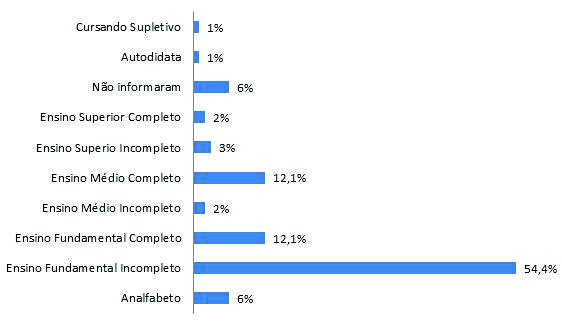 Cursando Supletivo 1%
Autodidata 1%
Não informaram 6%
Ensino Superior Completo 2%
Ensino Superio Incompleto 3%
Ensino Médio Completo 12,1%
Ensino Médio Incompleto 2%
Ensino Fundamental Completo 12,1%
Ensino Fundamental Incompleto 54,4%
Analfabeto 6%